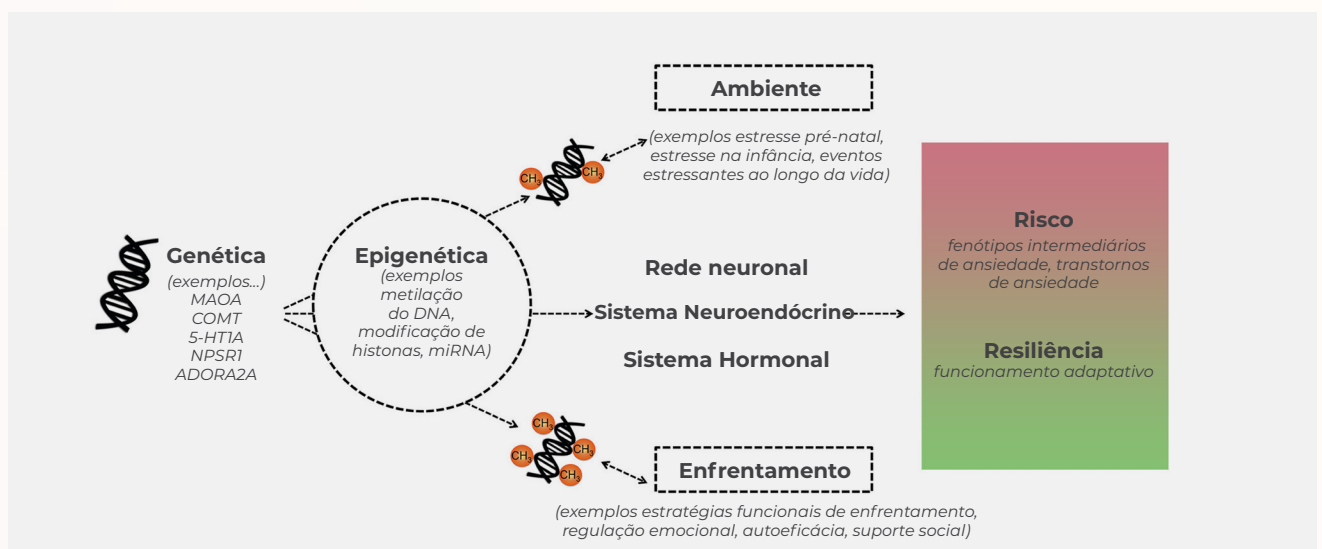 Ambiente
(exemplos estresse pré-natal,
estresse na infância, eventos
estressantes ao longo da vida)
CH3
CH3
Genética
(exemplos...)
MAOA
COMT
5-HT1A
NPSR1
ADORA2A
Epigenética
(exemplos
metilação
do DNA,
modificação de
histonas, miRNA)
Rede neuronal
Sistema Neuroendócrino
Sistema Hormonal
Risco
fenótipos intermediários
de ansiedade, transtornos
de ansiedade
Resiliência
funcionamento adaptativo
CH3
CH3
CH3
CH3
Enfrentamento
(exemplos estratégias funcionais de enfrentamento,
regulação emocional, autoeficácia, suporte social)